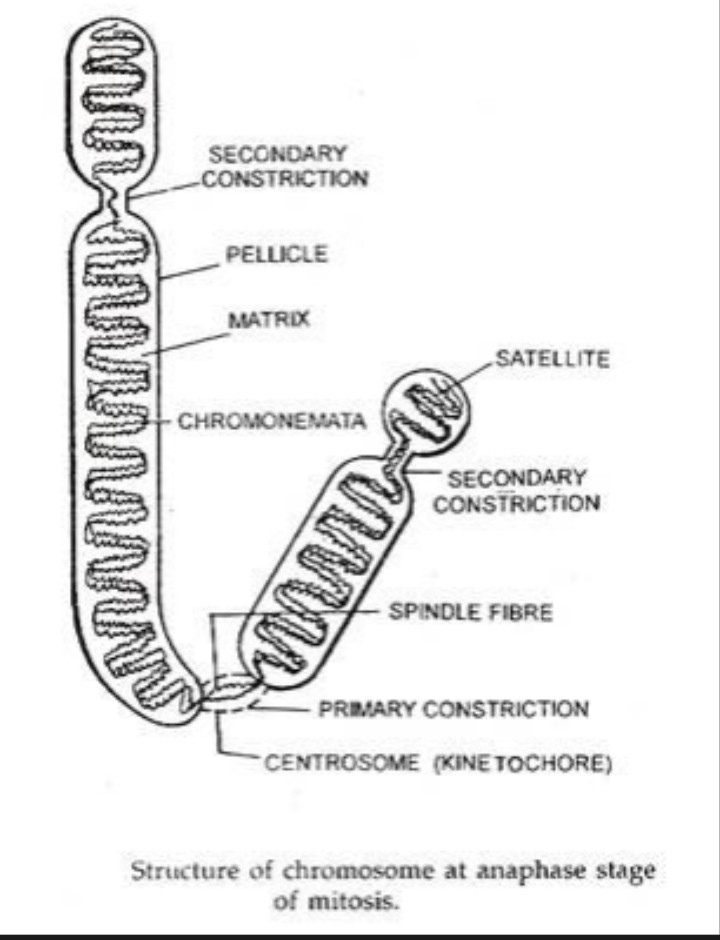 SECONDARY
CONSTRICTION
PELLICLE
MATRIX
SATELLITE
CHROMONEMATA
SECONDARY
CONSTRICTION
SPINDLE FIBRE
PRIMARY CONSTRICTION
CENTROSOME (KINETOCHORE)
Structure of chromosome at anaphase stage
of mitosis.